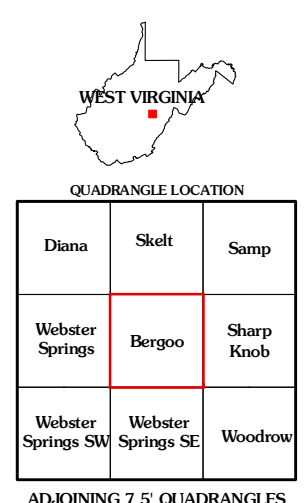 WEST VIRGINIA
QUADRANGLE LOCATION
Diana
Skelt
Samp
Webster
Springs
Bergoo
Sharp
Knob
Webster
Springs SW
Webster
Springs SE
Woodrow
ADJOINING 7.5' QUADRANGLES